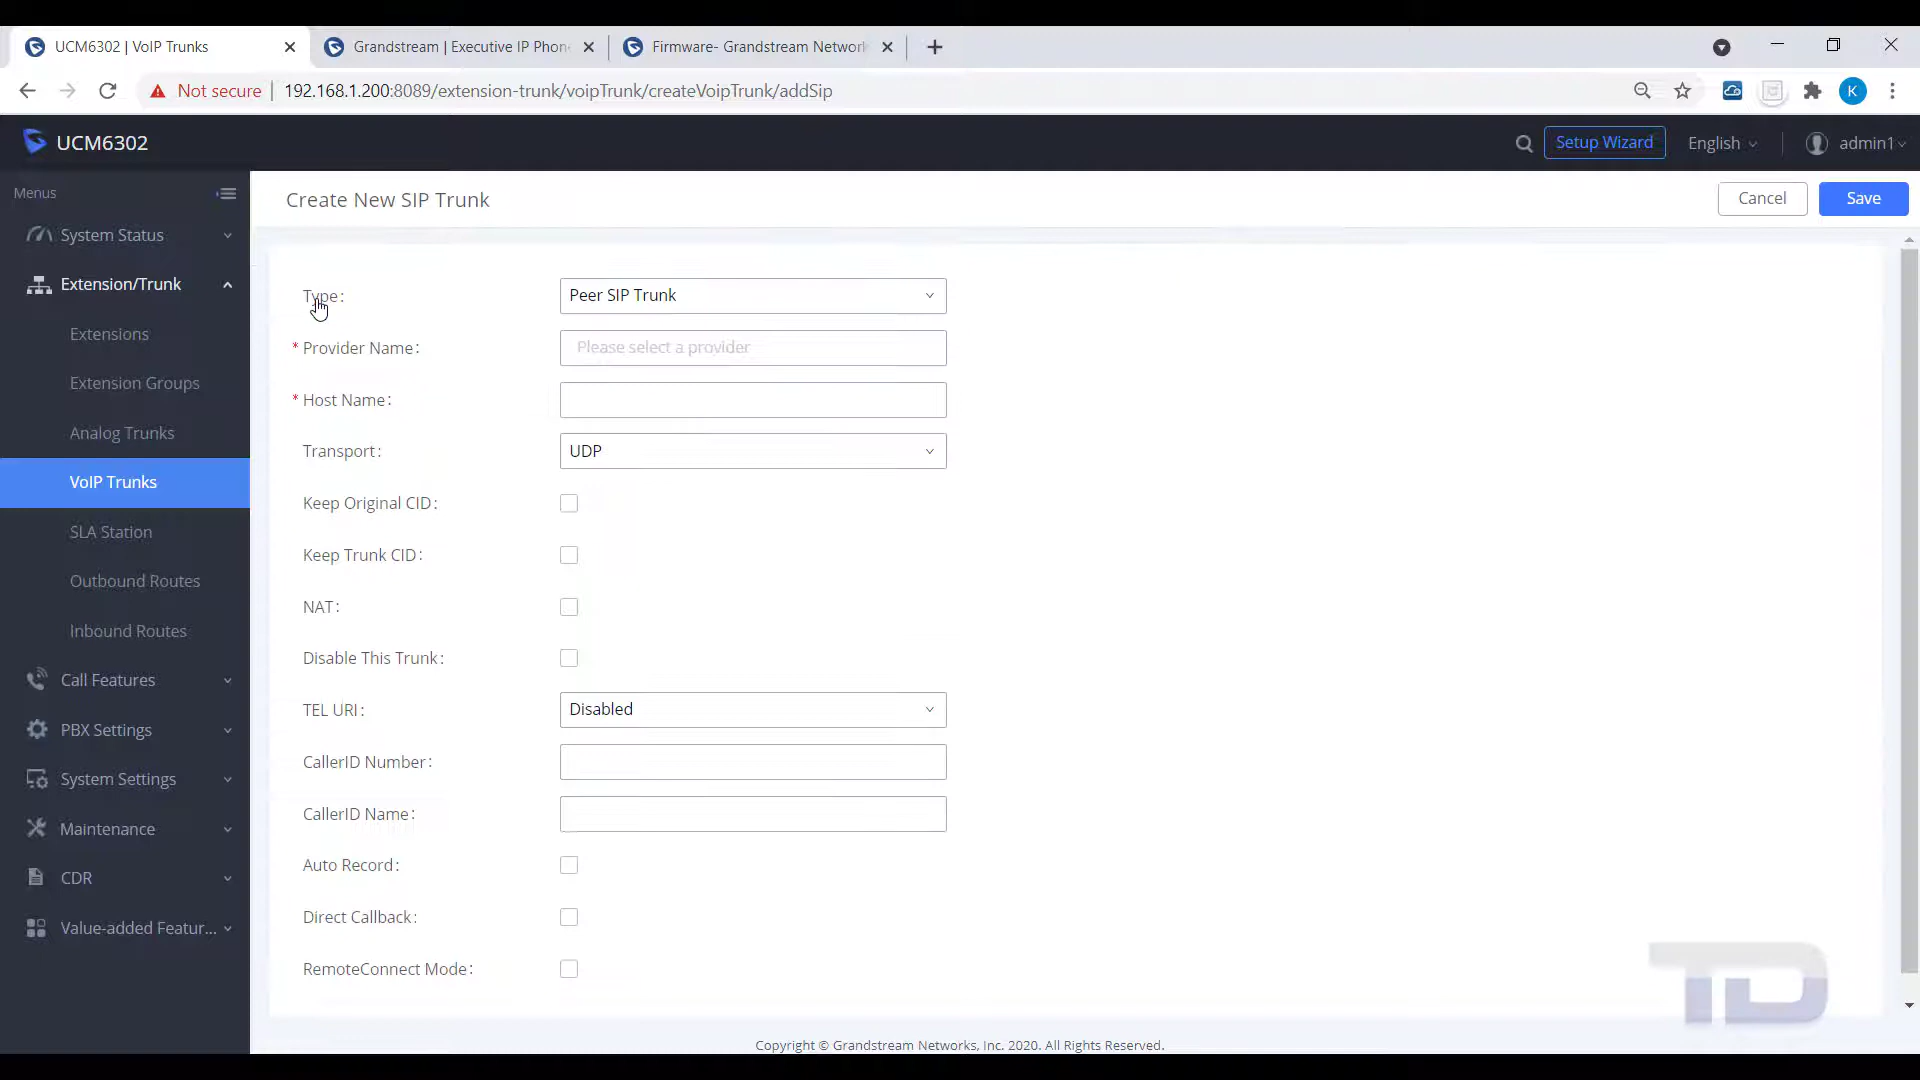 UCM6302 | VoIP Trunks
Grandstream | Executive IP Phon
Firmware- Grandstream Networ
Not secure 192.168.1.200:8089/extension-trunk/voipTrunk/createVoipTrunk/addSip
K
UCM6302
Setup Wizard
English
admin1
Menus
System Status
Extension/Trunk
Extensions
Extension Groups
Analog Trunks
VoIP Trunks
SLA Station
Outbound Routes
Inbound Routes
Call Features
PBX Settings
System Settings
Maintenance
CDR
Value-added Featur...
Create New SIP Trunk
Cancel
Save
Type: Peer SIP Trunk
* Provider Name: Please select a provider
* Host Name:
Transport: UDP
Keep Original CID:
Keep Trunk CID:
NAT:
Disable This Trunk:
TEL URI: Disabled
CallerID Number:
CallerID Name:
Auto Record:
Direct Callback:
RemoteConnect Mode:
TD
Copyright © Grandstream Networks, Inc. 2020. All Rights Reserved.